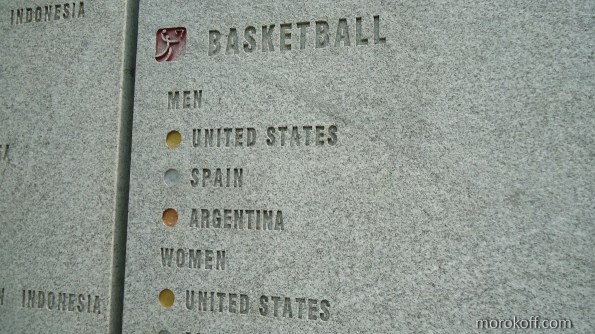 INDONESIA
INDONESIA
BASKETBALL
MEN
UNITED STATES
SPAIN
ARGENTINA
WOMEN
UNITED STATES
morokoff.com